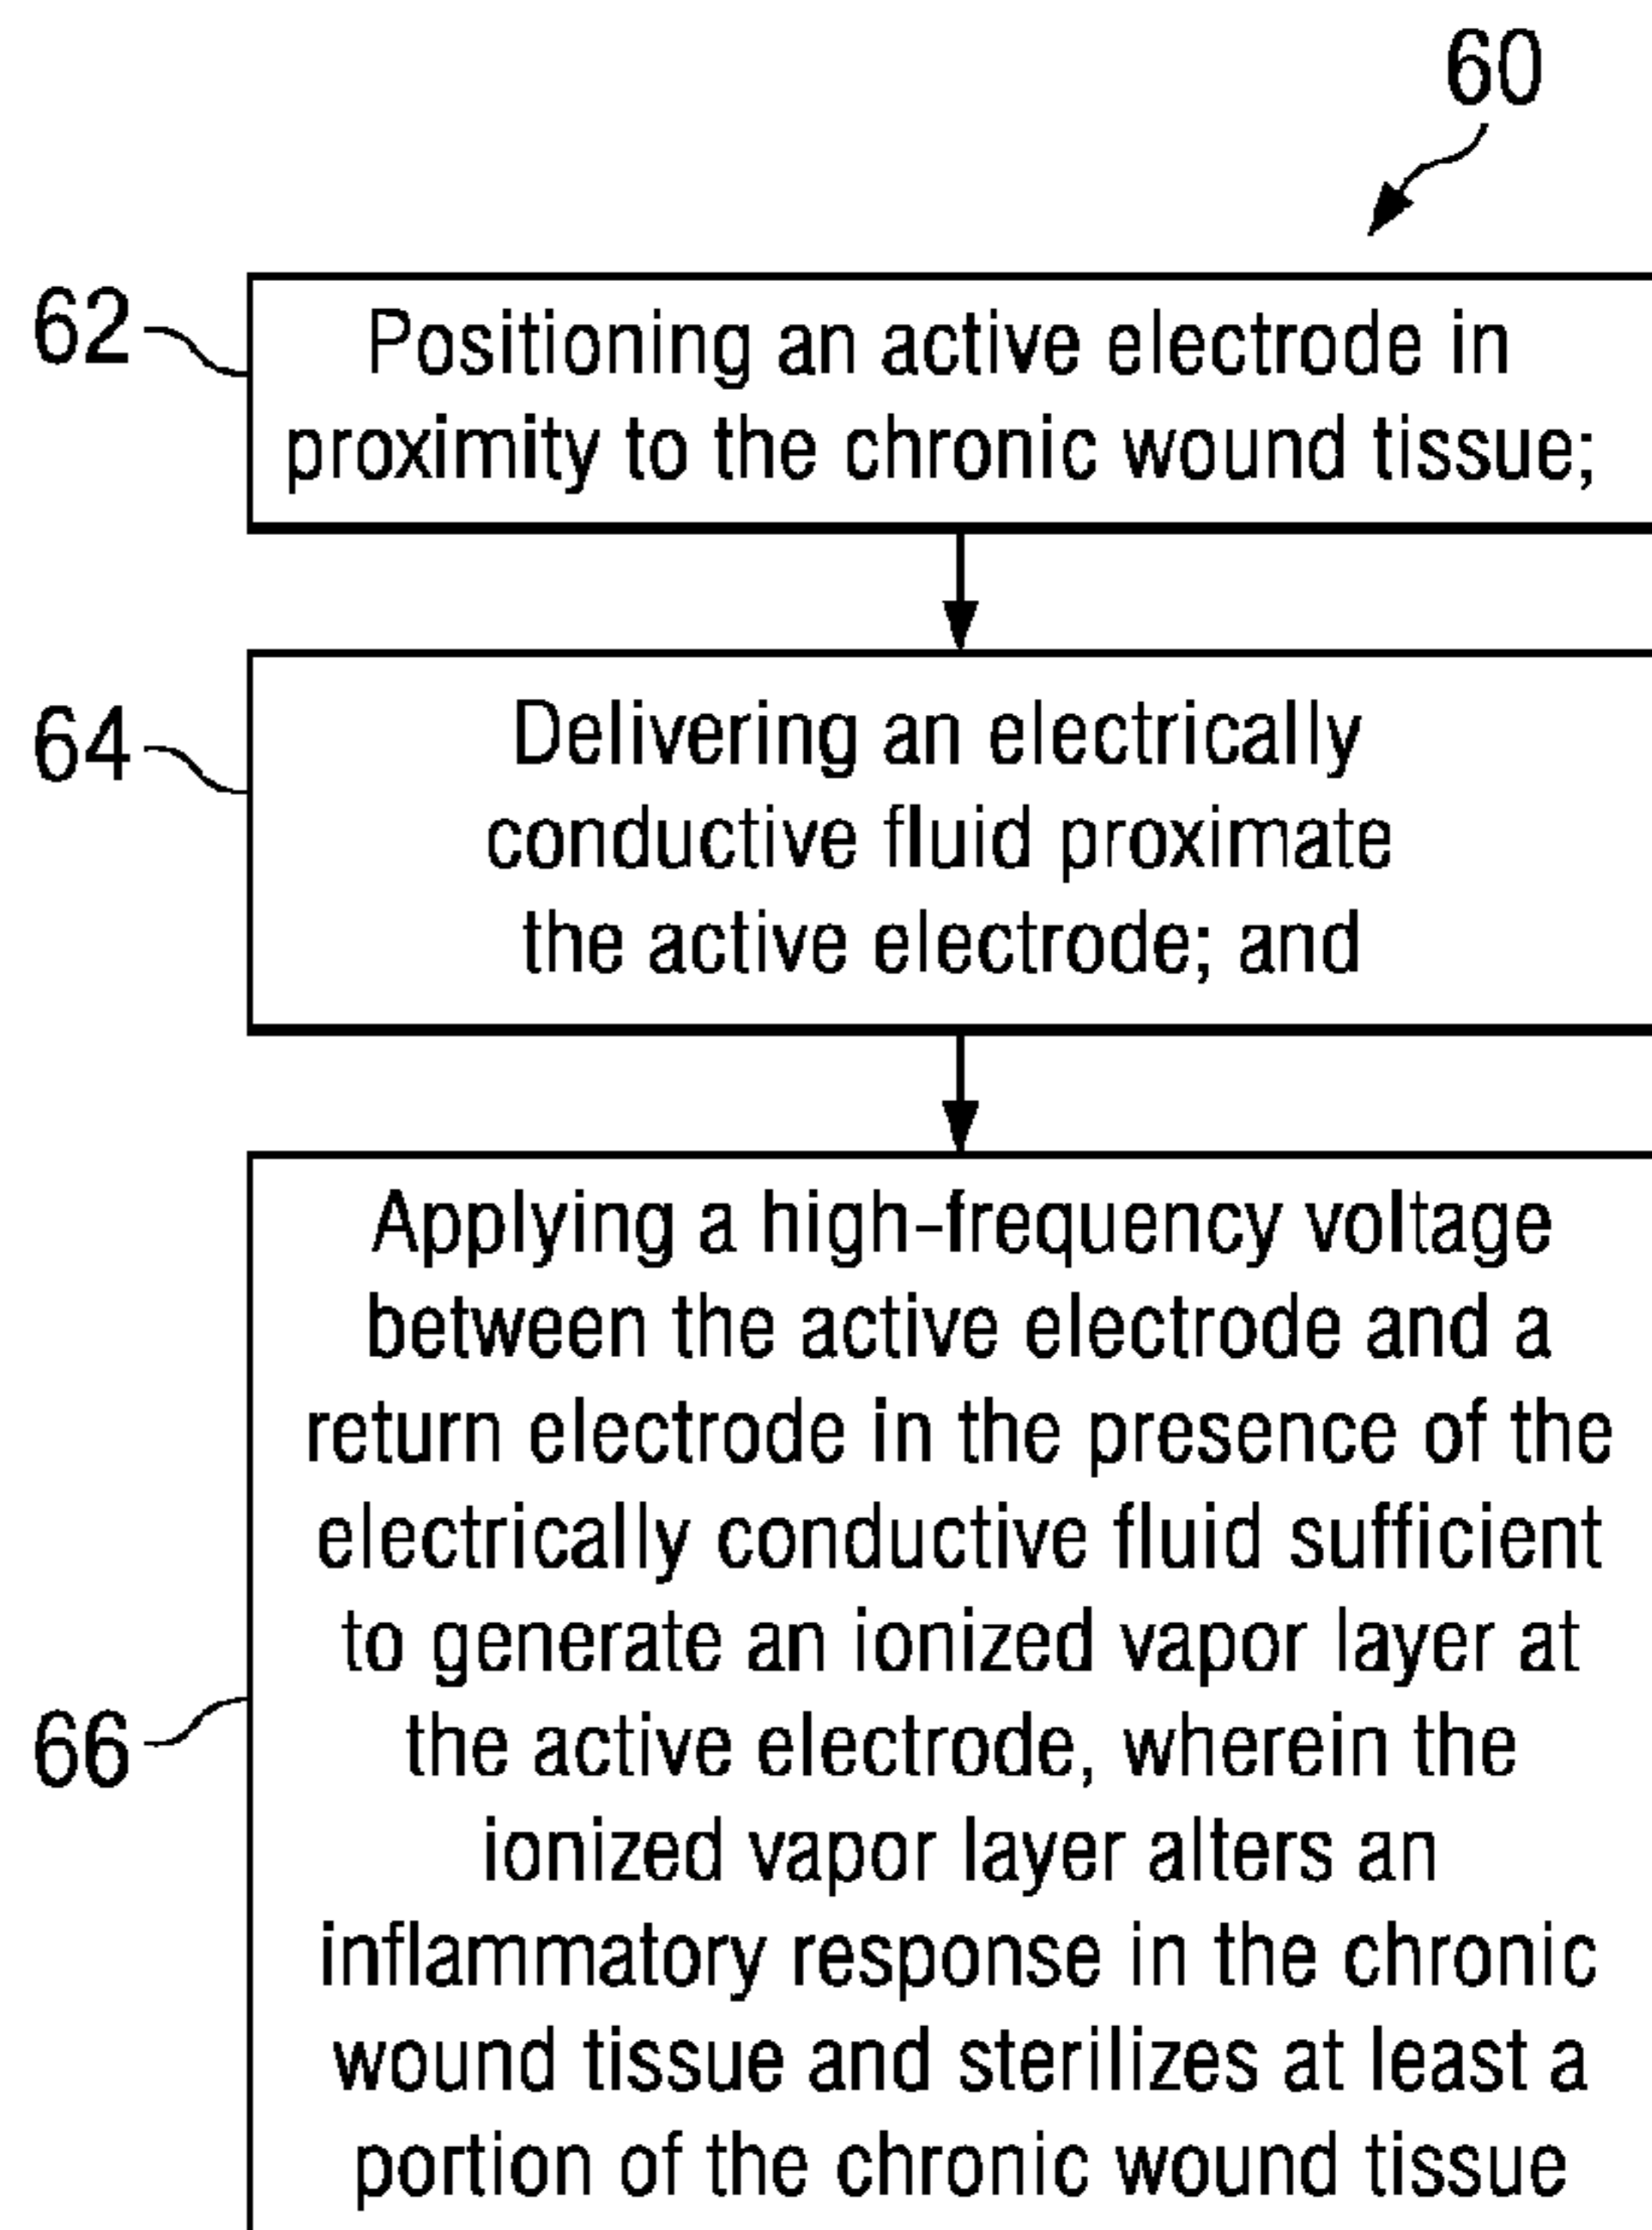 60
62
Positioning an active electrode in
proximity to the chronic wound tissue;
64
Delivering an electrically
conductive fluid proximate
the active electrode; and
66
Applying a high-frequency voltage
between the active electrode and a
return electrode in the presence of the
electrically conductive fluid sufficient
to generate an ionized vapor layer at
the active electrode, wherein the
ionized vapor layer alters an
inflammatory response in the chronic
wound tissue and sterilizes at least a
portion of the chronic wound tissue